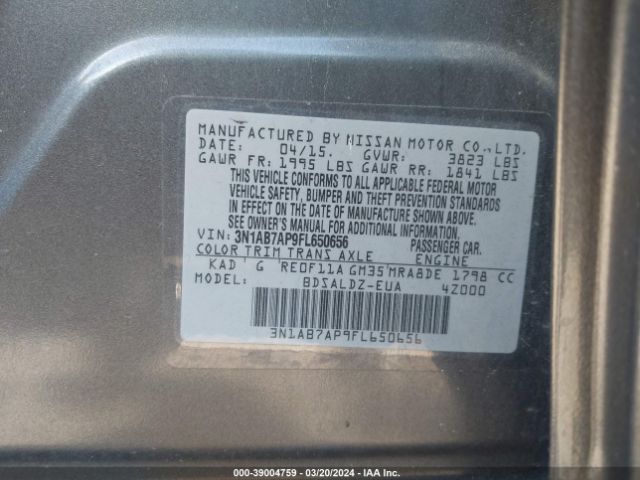 MANUFACTURED BY NISSAN MOTOR CO.,LTD.
DATE: 04/15. GVWR: 3823 LBS
GAWR FR: 1995 LBS GAWR RR: 1841 LBS
THIS VEHICLE CONFORMS TO ALL APPLICABLE FEDERAL MOTOR
VEHICLE SAFETY, BUMPER AND THEFT PREVENTION STANDARDS
IN EFFECT ON THE DATE OF MANUFACTURE SHOWN ABOVE.
SEE OWNER'S MANUAL FOR ADDITIONAL INFORMATION.
VIN: 3N1AB7AP9FL650656 PASSENGER CAR.
COLOR TRIM TRANS AXLE ENGINE
KAD G RE0F11A GM35 MRA8DE 1798 CC
MODEL: BDSALDZ-EUA 4Z000
3N1AB7AP9FL650656
000-39004759 — 03/20/2024 — IAA Inc.